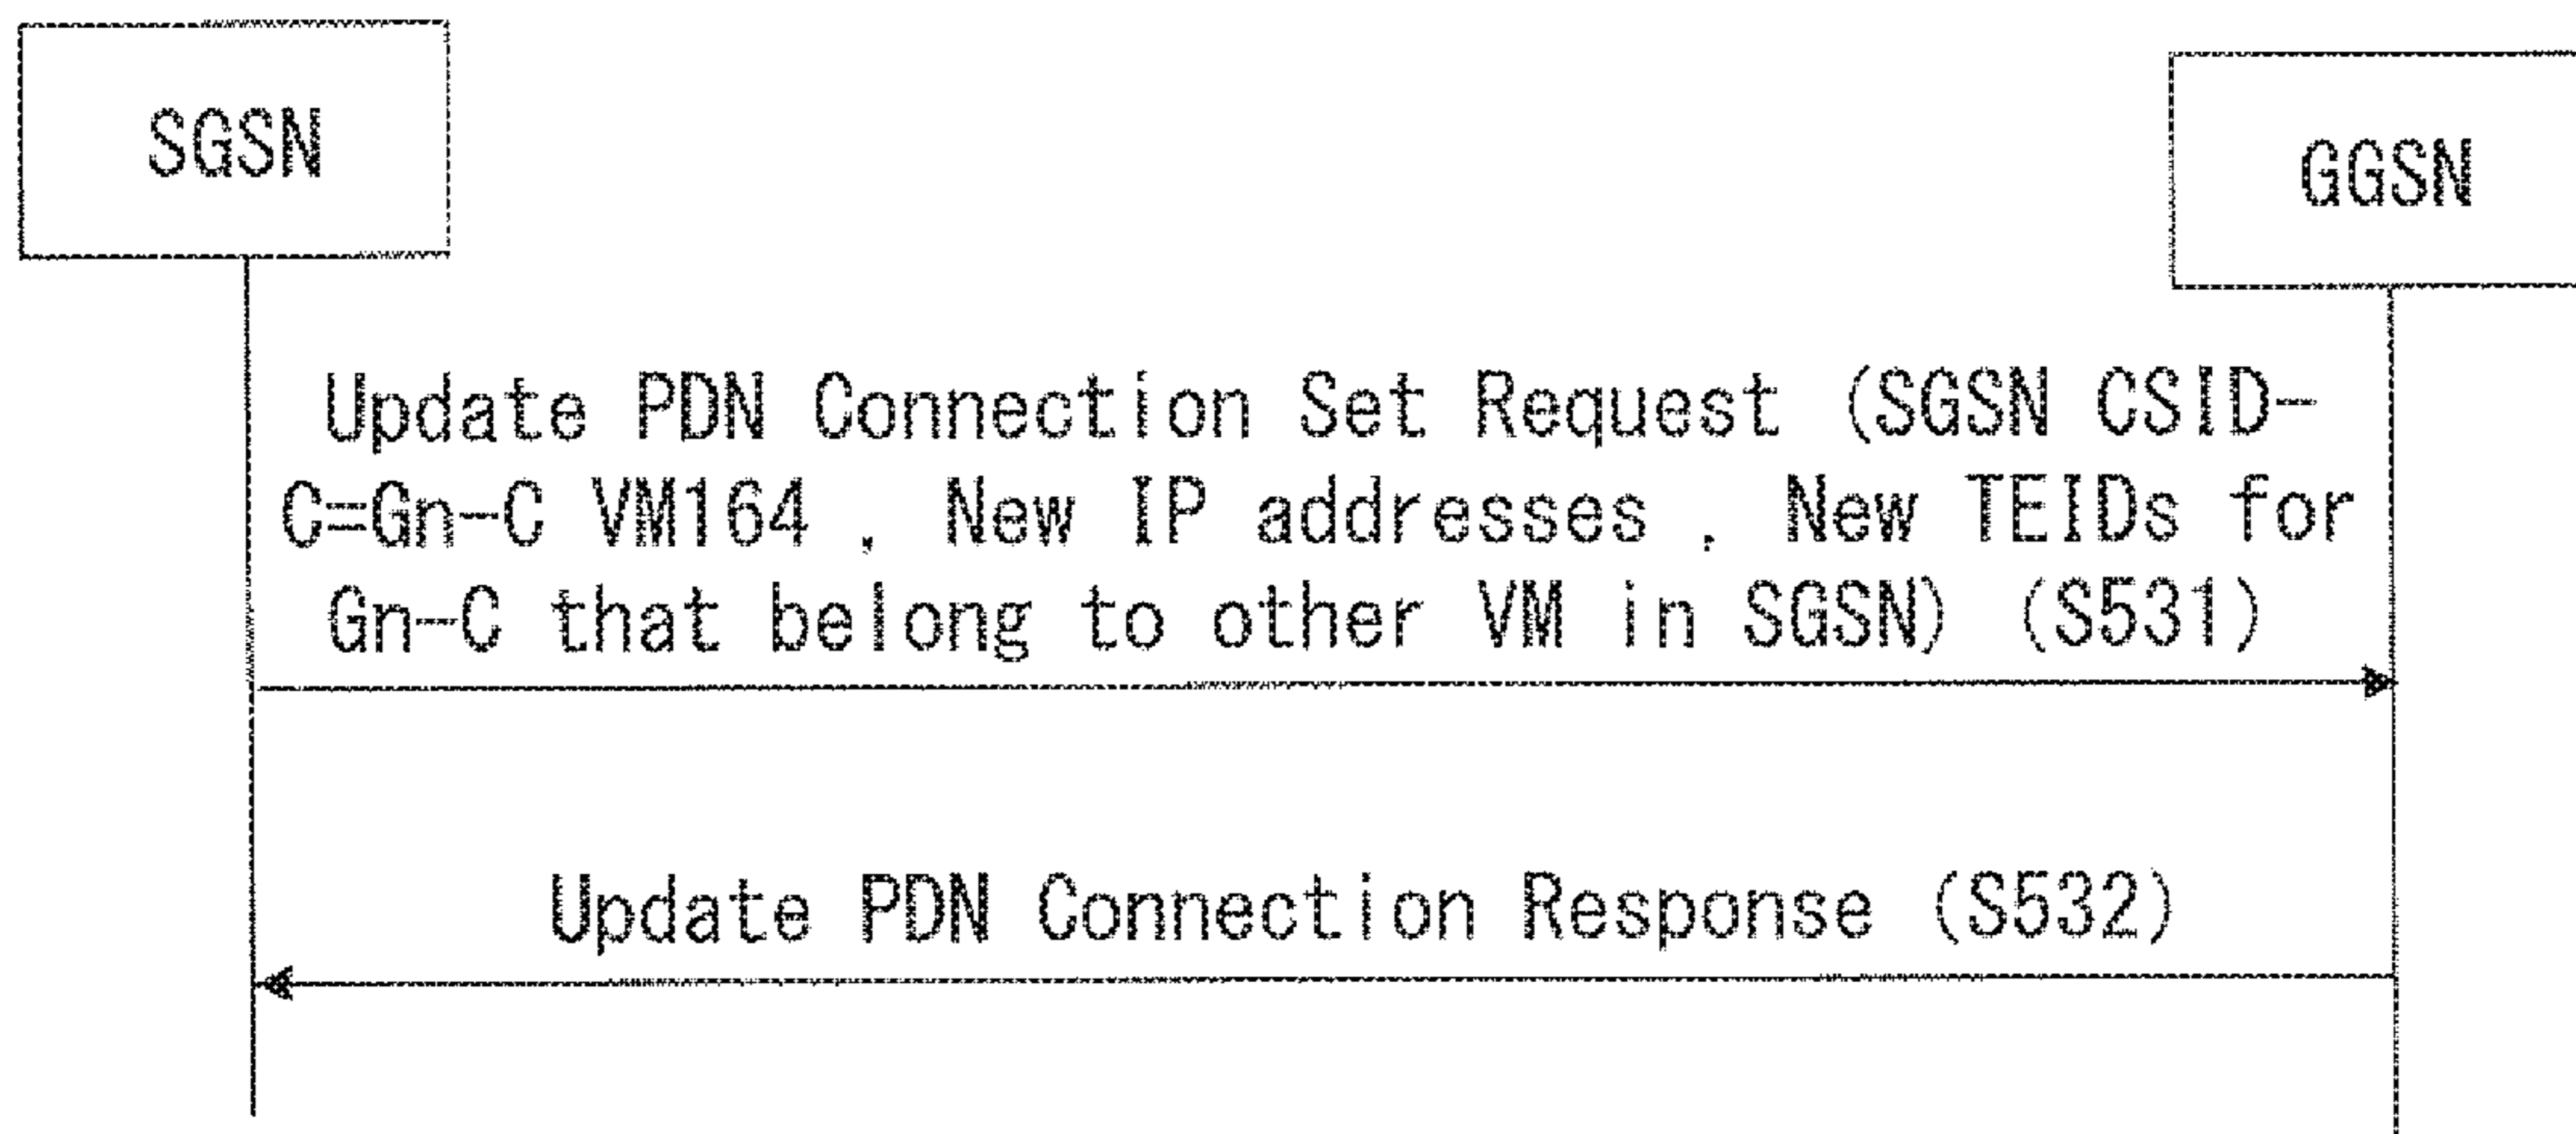 SGSN
GGSN
Update PDN Connection Set Request (SGSN CSID-
C=Gn-C VM164 , New IP addresses , New TEIDs for
Gn-C that belong to other VM in SGSN) (S531)
Update PDN Connection Response (S532)